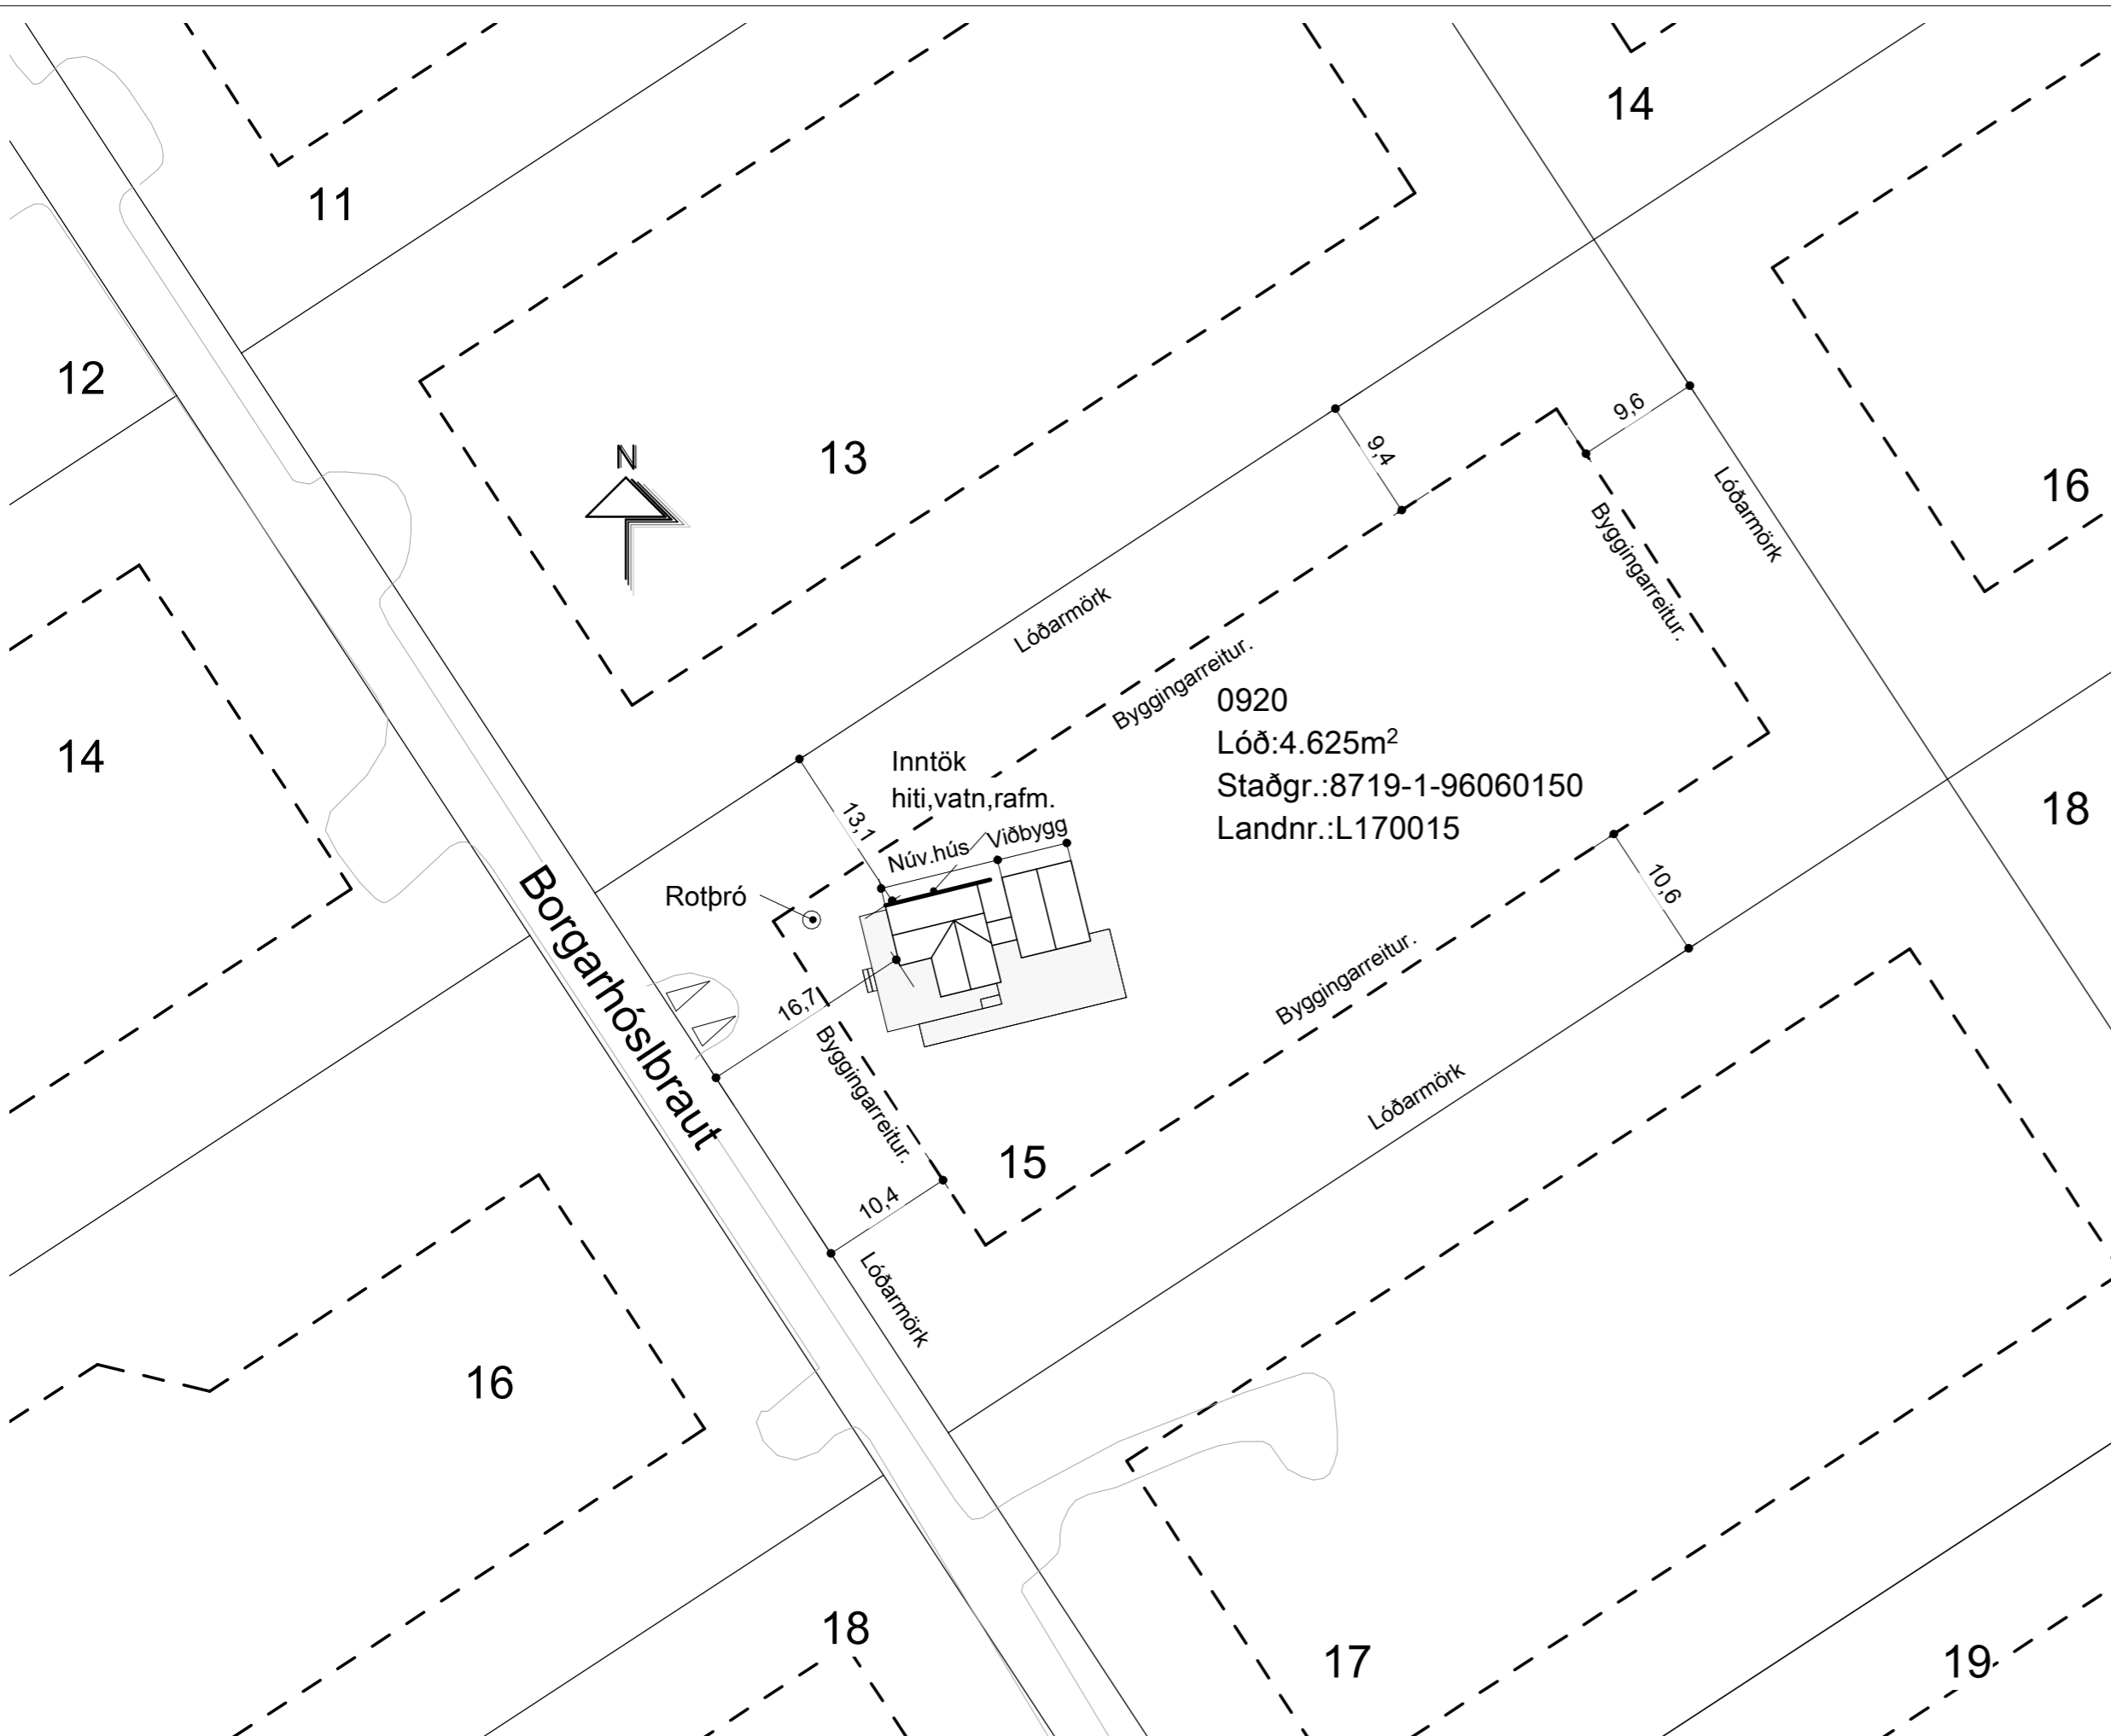 14
11
12
9,6
13
N
9,4
16
Lóðarmörk
Byggingarreitur.
Lóðarmörk
Byggingarreitur.
0920
Lóð:4.625m²
Staðgr.:8719-1-96060150
Landnr.:L170015
14
Inntök
hiti,vatn,rafm.
13,1
Núv.hús
Viðbygg
18
Rotþró
10,6
Borgarhóslbraut
16,7
Byggingarreitur.
Byggingarreitur.
Lóðarmörk
15
10,4
Lóðarmörk
16
18
17
19